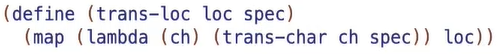 (define (trans-loc loc spec)
  (map (lambda (ch) (trans-char ch spec)) loc))